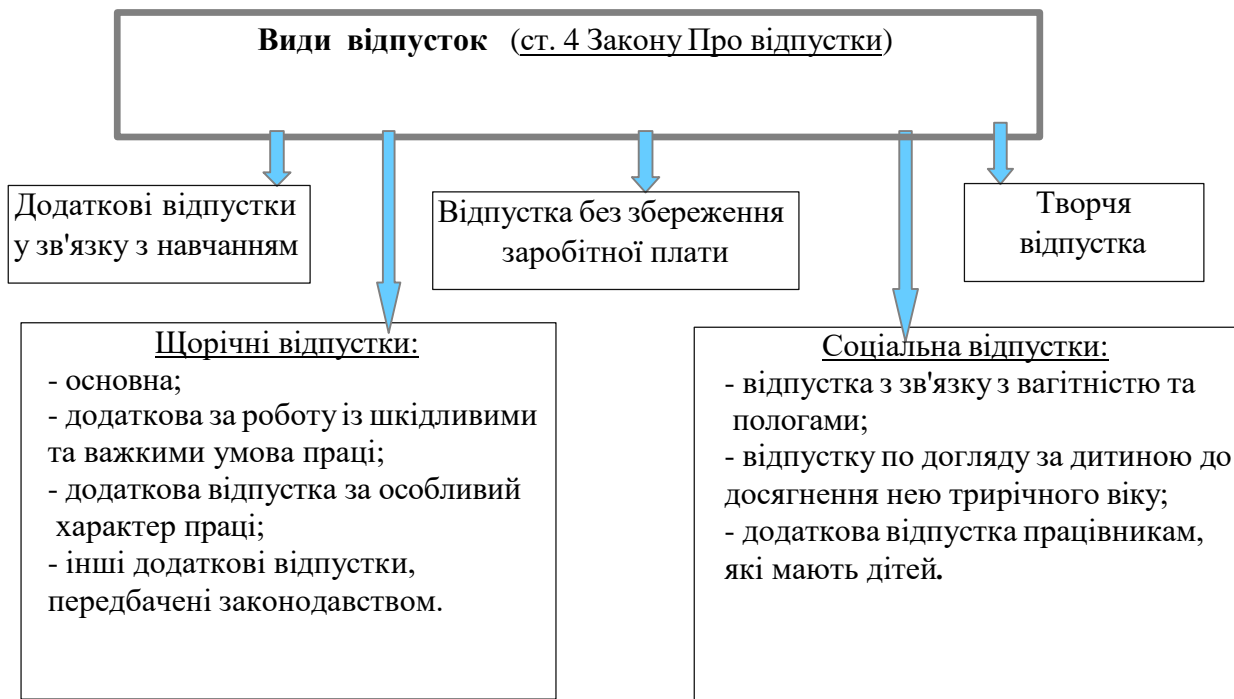 Види відпусток (ст. 4 Закону Про відпустки)
Додаткові відпустки
у зв'язку з навчанням
Відпустка без збереження
заробітної плати
Творча
відпустка
Щорічні відпустки:
- основна;
- додаткова за роботу із шкідливими
та важкими умова праці;
- додаткова відпустка за особливий
характер праці;
- інші додаткові відпустки,
передбачені законодавством.
Соціальна відпустки:
- відпустка з зв'язку з вагітністю та
пологами;
- відпустку по догляду за дитиною до
досягнення нею трирічного віку;
- додаткова відпустка працівникам,
які мають дітей.